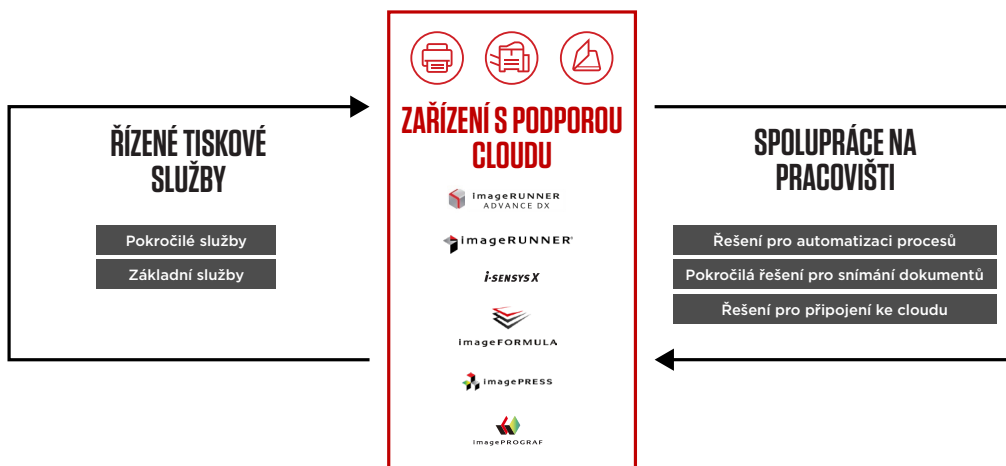 ŘÍZENÉ TISKOVÉ
SLUŽBY
Pokročilé služby
Základní služby
ZAŘÍZENÍ S PODPOROU
CLOUDU
imageRUNNER
ADVANCE DX
imageRUNNER®
i-SENSYS X
imageFORMULA
imagePRESS
imagePROGRAF
SPOLUPRÁCE NA
PRACOVIŠTI
Řešení pro automatizaci procesů
Pokročilá řešení pro snímání dokumentů
Řešení pro připojení ke cloudu